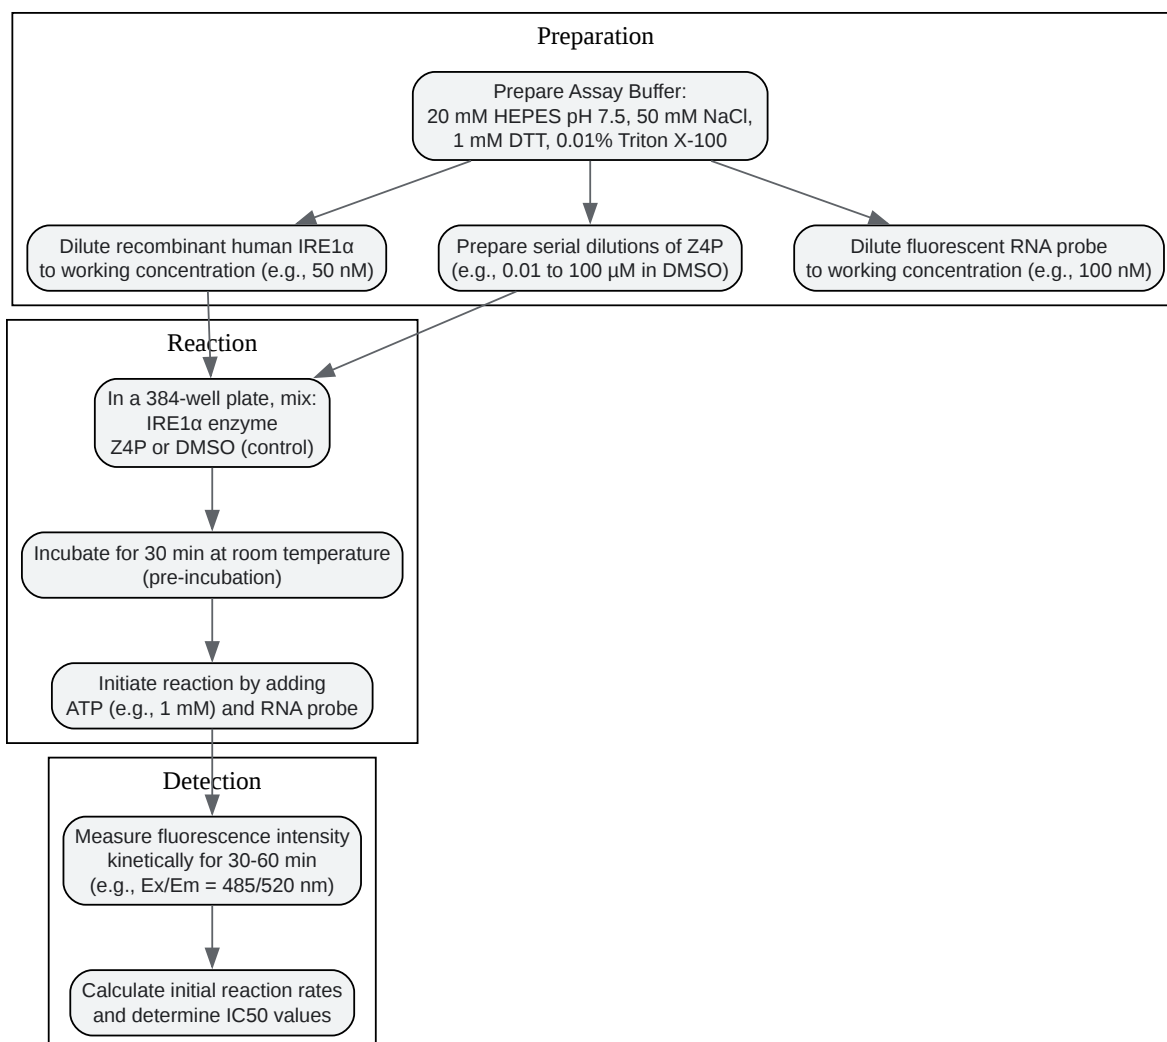 Preparation
Prepare Assay Buffer:
20 mM HEPES pH 7.5, 50 mM NaCl,
1 mM DTT, 0.01% Triton X-100
Dilute recombinant human IRE1α
to working concentration (e.g., 50 nM)
Prepare serial dilutions of Z4P
(e.g., 0.01 to 100 µM in DMSO)
Dilute fluorescent RNA probe
to working concentration (e.g., 100 nM)
Reaction
In a 384-well plate, mix:
IRE1α enzyme
Z4P or DMSO (control)
Incubate for 30 min at room temperature
(pre-incubation)
Initiate reaction by adding
ATP (e.g., 1 mM) and RNA probe
Detection
Measure fluorescence intensity
kinetically for 30-60 min
(e.g., Ex/Em = 485/520 nm)
Calculate initial reaction rates
and determine IC50 values